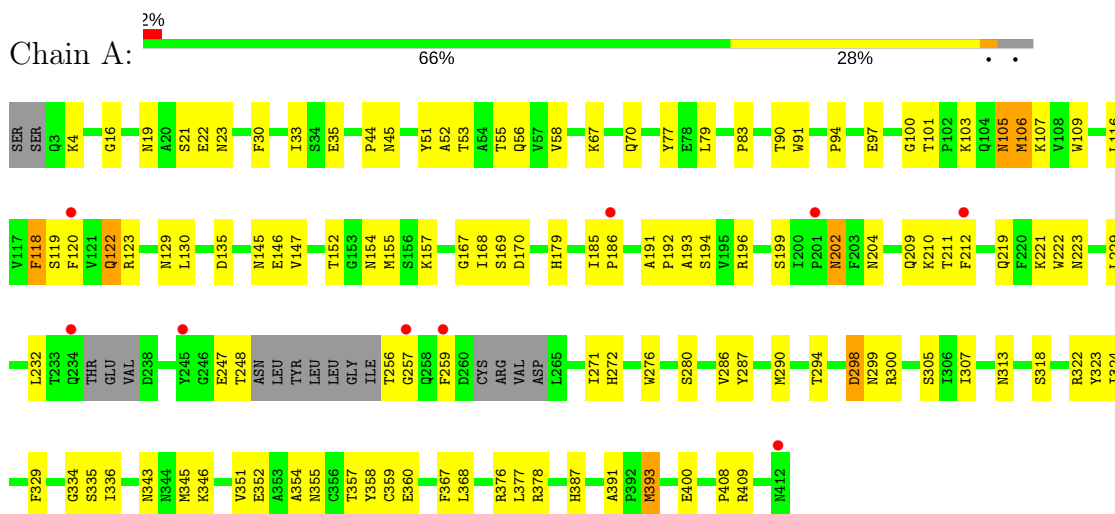 2%
Chain A:
66% 28% • •
SER SER Q3 K4 G16 N19 A20 S21 E22 N23 F30 I33 S34 E35 P44 N45 Y51 A52 T53 A54 T55 Q56 V57 V58 K67 Q70 Y77 E78 L79 P83 T90 W91 P94 E97 G100 T101 P102 K103 Q104 N105 M106 K107 V108 W109 L116
V117 F118 S119 F120 V121 Q122 R123 N129 L130 D135 N145 E146 V147 T152 G153 N154 M155 S156 K157 G167 I168 S169 D170 H179 I185 P186 A191 P192 A193 S194 V195 R196 S199 I200 P201 N202 F203 N204 Q209 K210 T211 F212 Q219 F220 K221 W222 N223
L232 T233 Q234 THR GLU VAL D238 Y245 G246 E247 T248 ASN LEU TYR LEU LEU GLY ILE T256 G257 Q258 F259 D260 CYS ARG VAL ASP L265 I271 H272 W276 S280 V286 Y287 M290 T294 D298 N299 R300 S305 I306 I307 N313 S318 R322 Y323
F329 G334 S335 I336 N343 N344 M345 K346 V351 E352 A353 A354 N355 C356 T357 Y358 C359 E360 F367 L368 R376 L377 R378 H387 A391 P392 M393 E400 P408 R409 N412